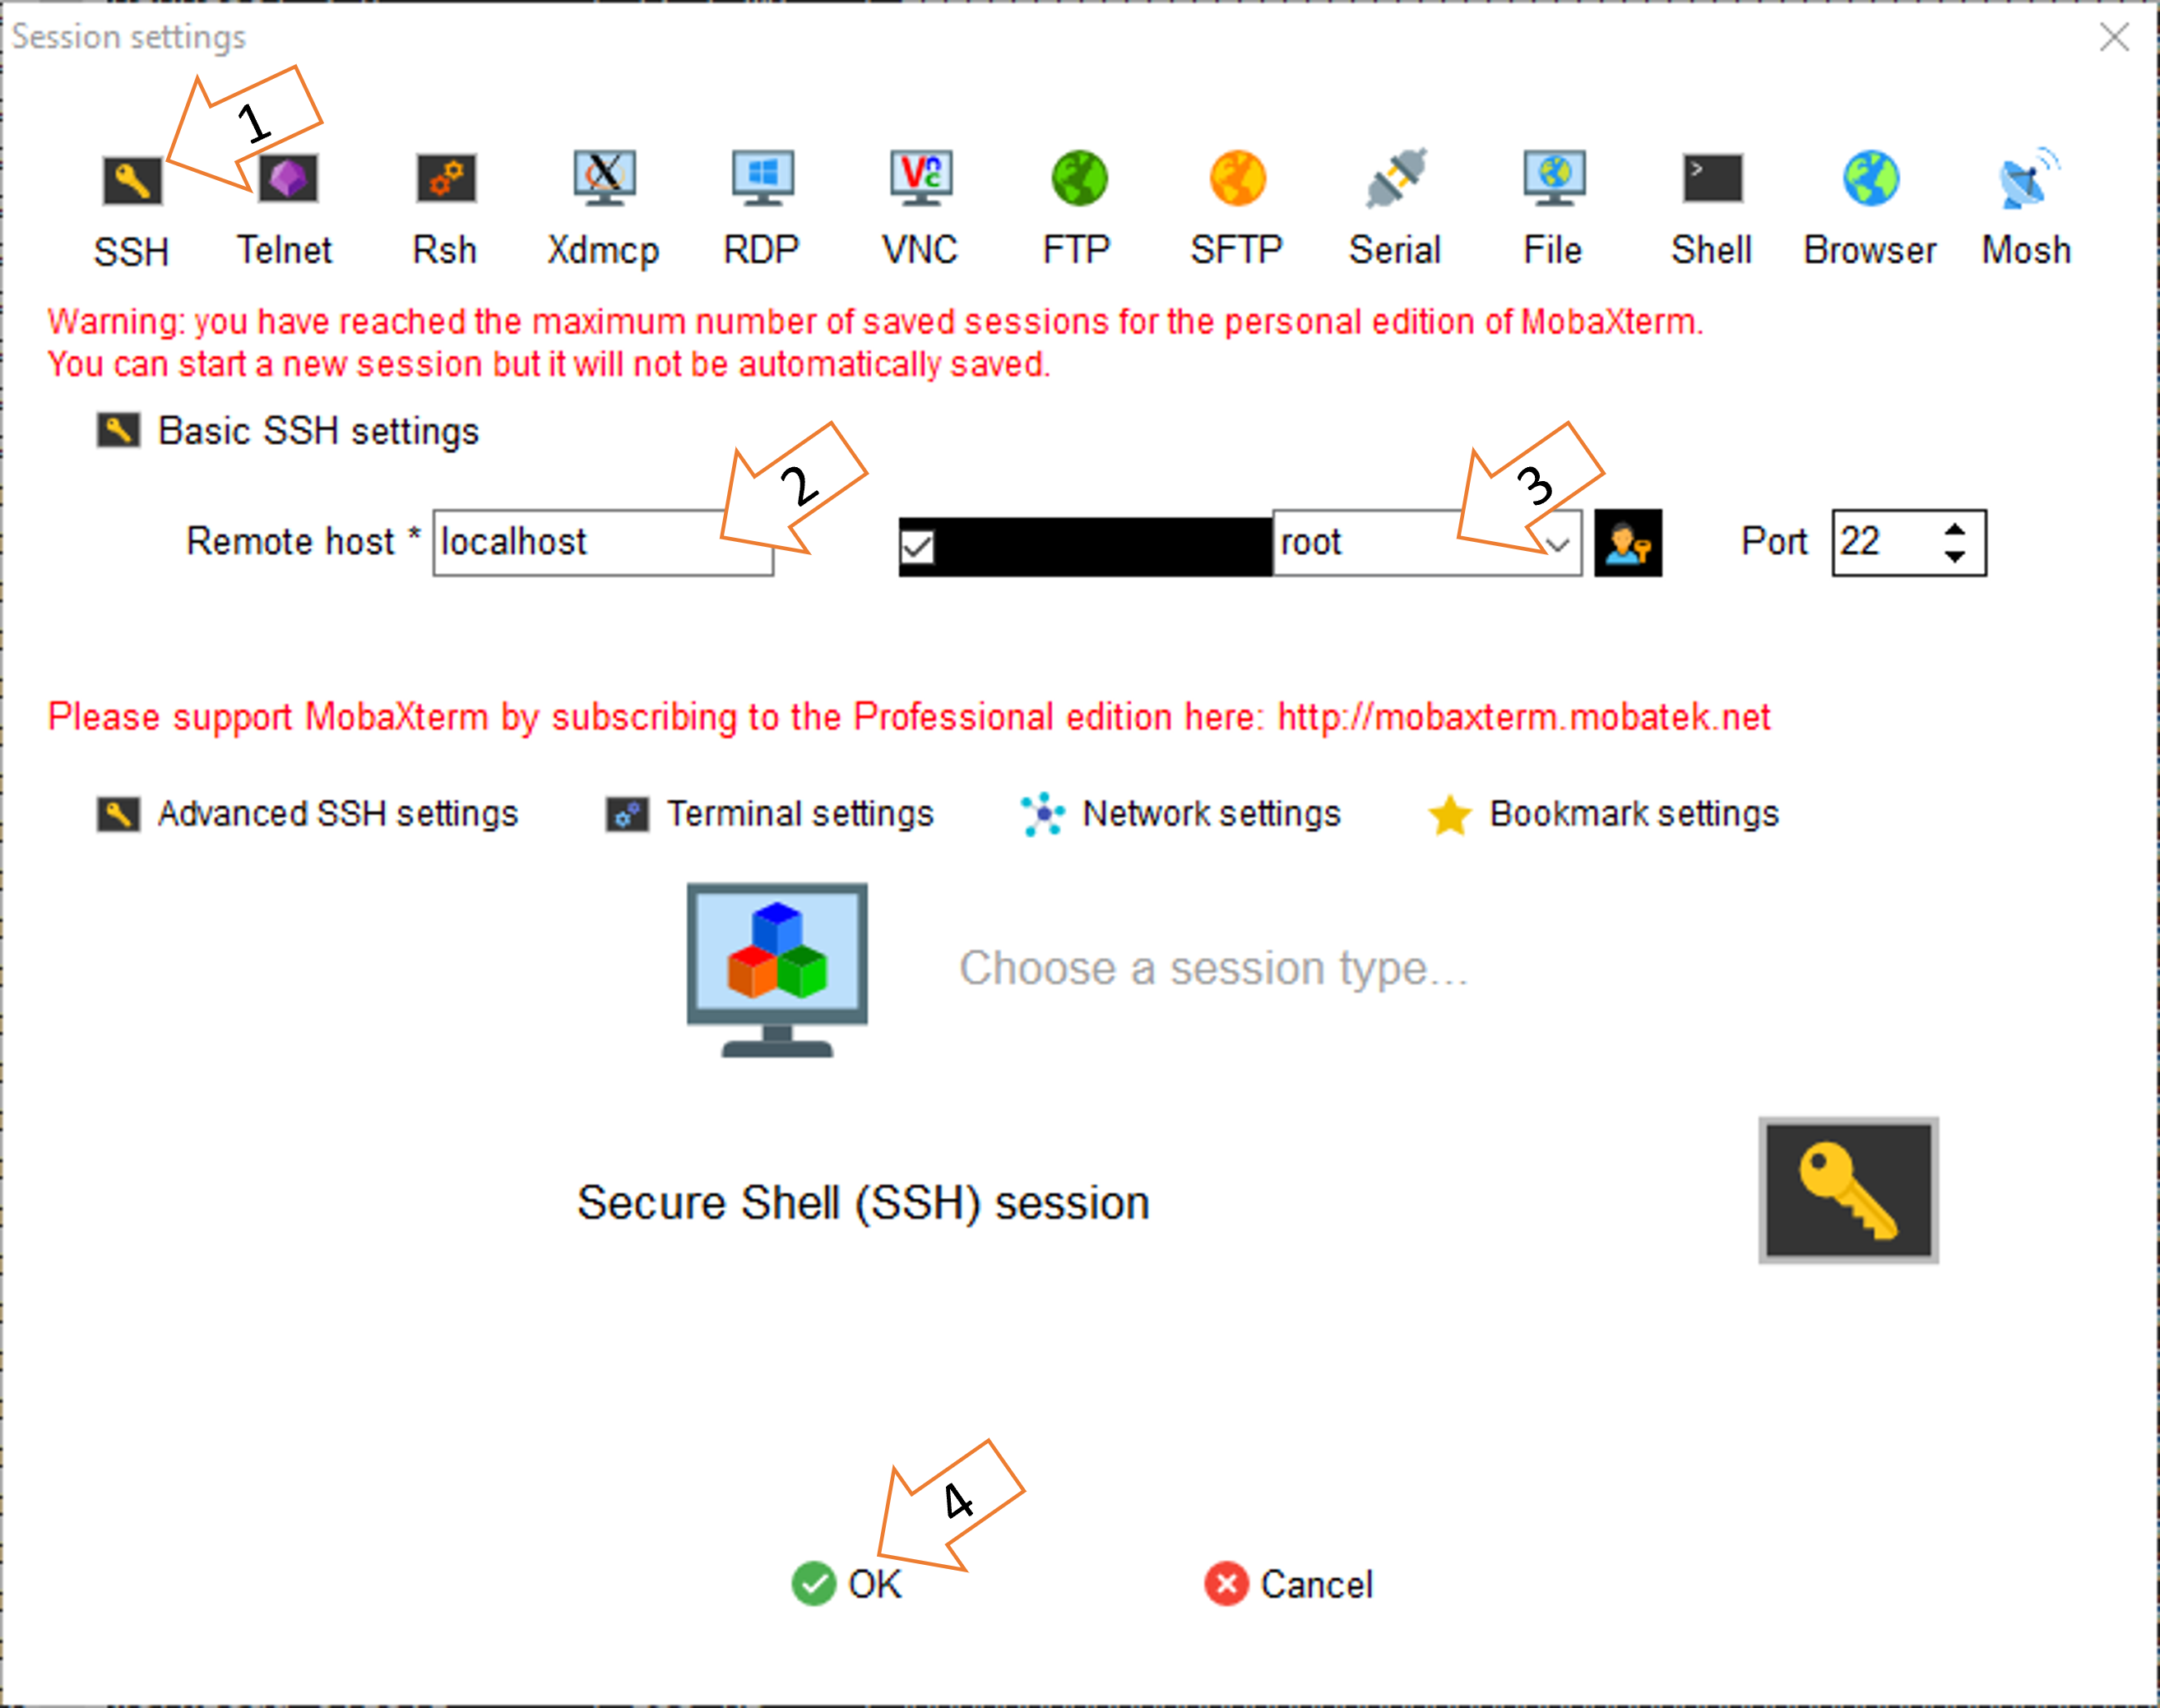 Session settings
1
SSH Telnet Rsh Xdmcp RDP VNC FTP SFTP Serial File Shell Browser Mosh
Warning: you have reached the maximum number of saved sessions for the personal edition of MobaXterm.
You can start a new session but it will not be automatically saved.
Basic SSH settings
2 3
Remote host * localhost root Port 22
Please support MobaXterm by subscribing to the Professional edition here: http://mobaxterm.mobatek.net
Advanced SSH settings Terminal settings Network settings Bookmark settings
Choose a session type...
Secure Shell (SSH) session
4
OK Cancel